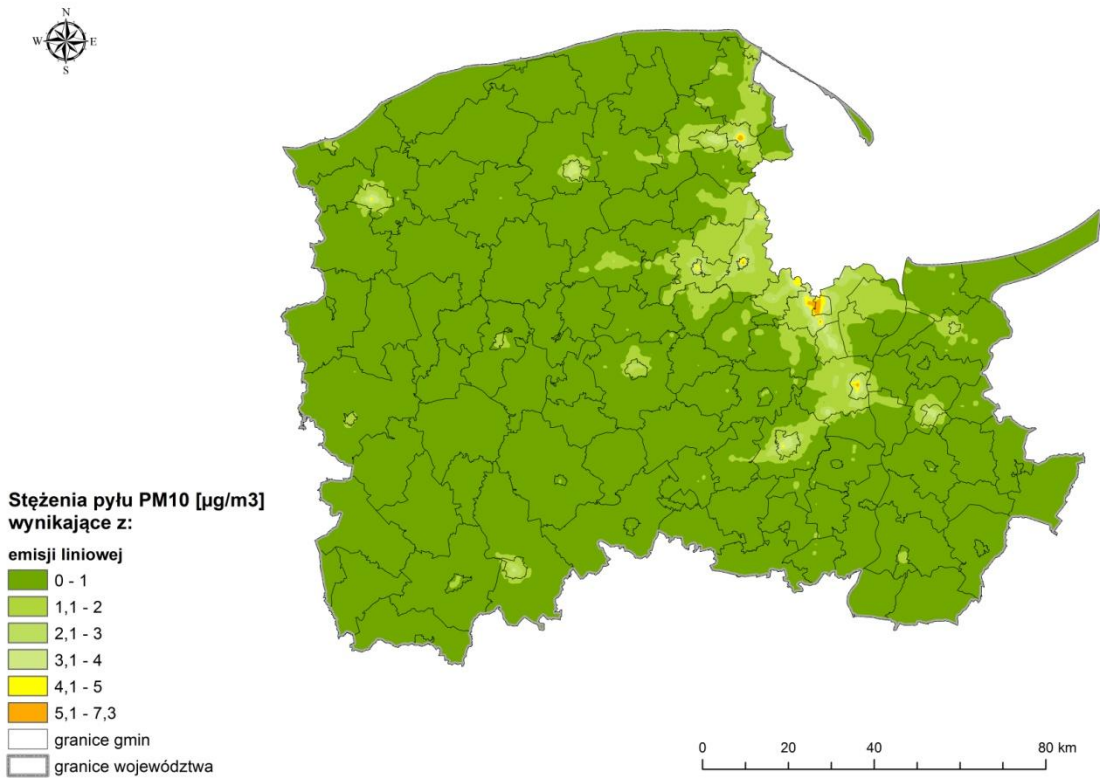 N
W E
S
Stężenia pyłu PM10 [µg/m3]
wynikające z:
emisji liniowej
0 - 1
1,1 - 2
2,1 - 3
3,1 - 4
4,1 - 5
5,1 - 7,3
granice gmin
granice województwa
0 20 40 80 km